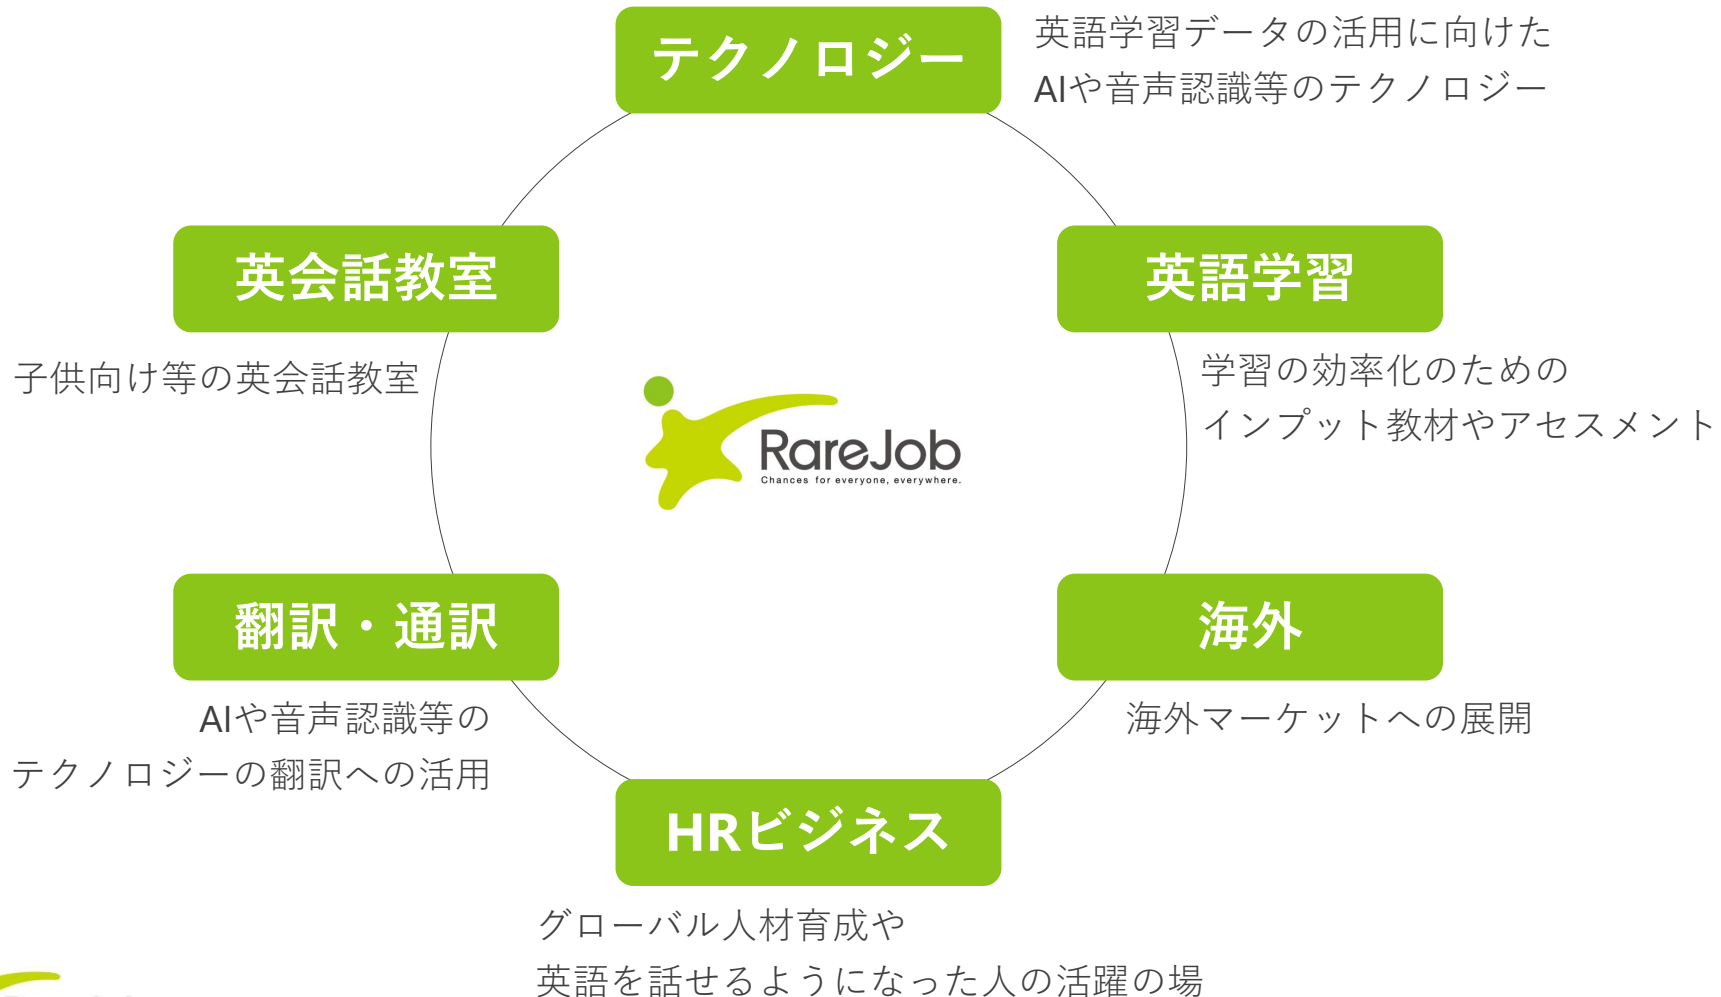 テクノロジー
英語学習データの活用に向けた
AIや音声認識等のテクノロジー
英会話教室
子供向け等の英会話教室
英語学習
学習の効率化のための
インプット教材やアセスメント
RareJob
Chances for everyone, everywhere.
翻訳・通訳
AIや音声認識等の
テクノロジーの翻訳への活用
海外
海外マーケットへの展開
HRビジネス
グローバル人材育成や
英語を話せるようになった人の活躍の場